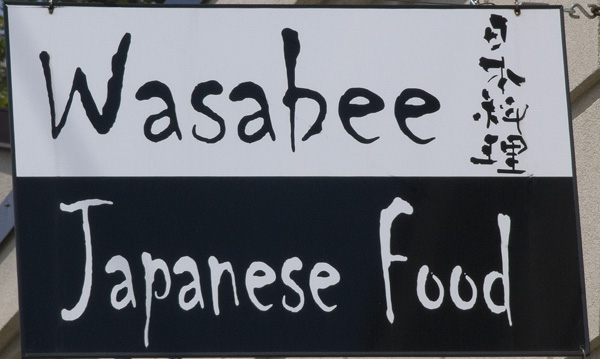 Wasabee
日本料理
Japanese Food